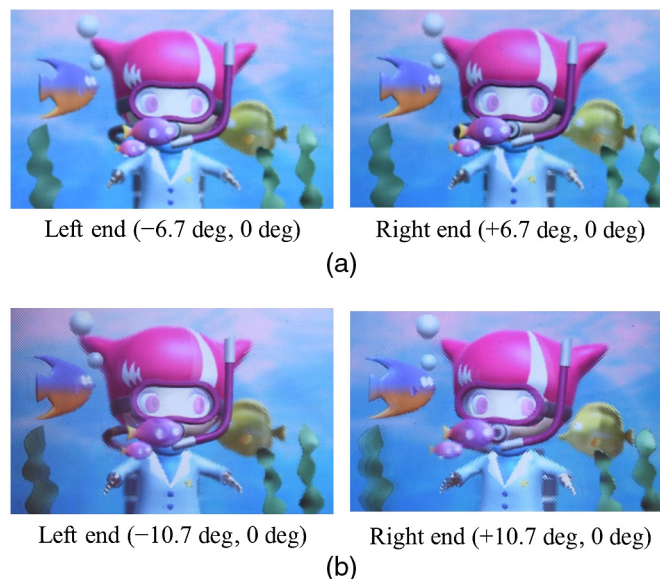 Left end (−6.7 deg, 0 deg) Right end (+6.7 deg, 0 deg)
(a)
Left end (−10.7 deg, 0 deg) Right end (+10.7 deg, 0 deg)
(b)